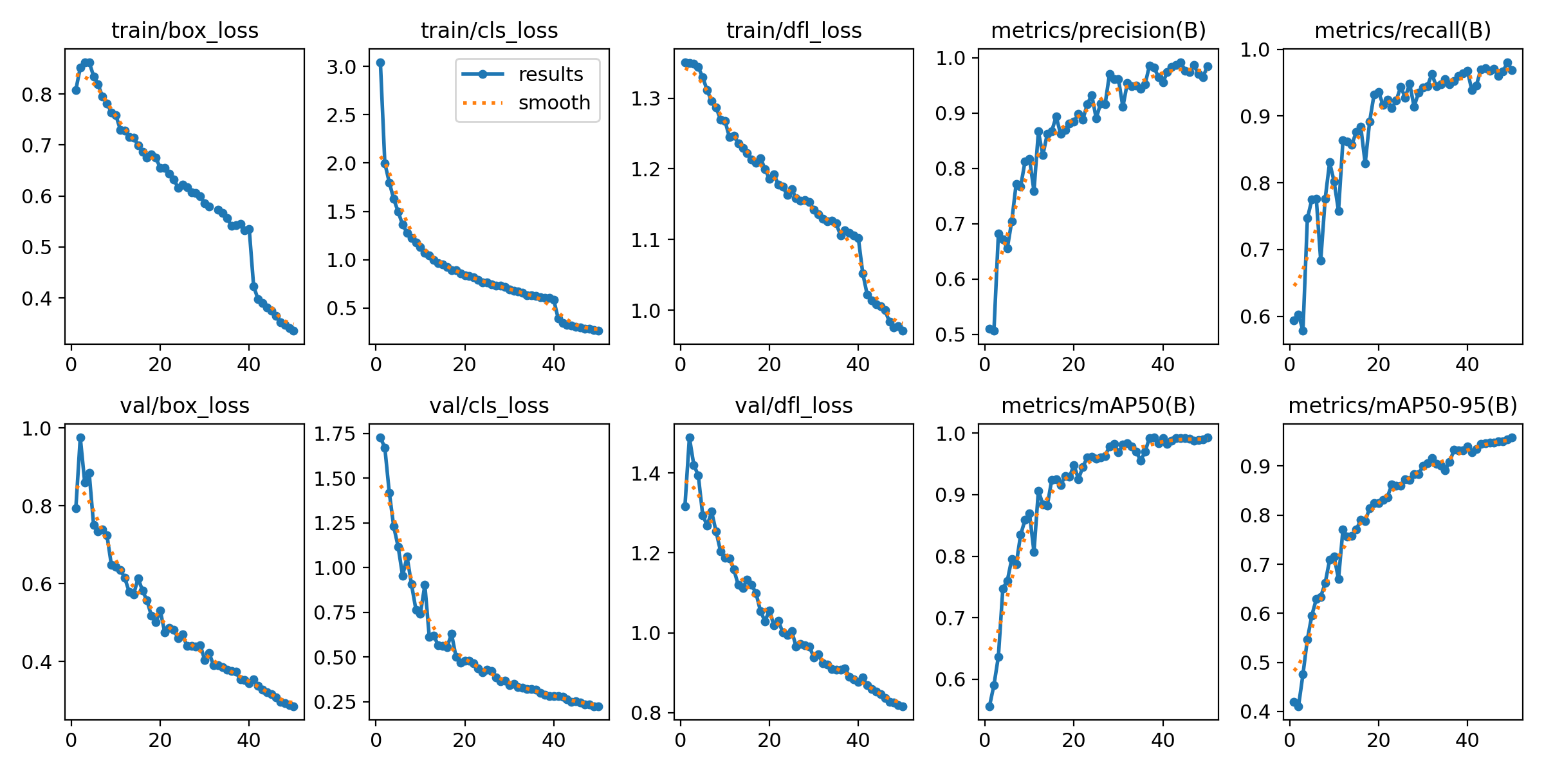 train/box_loss
train/cls_loss
train/dfl_loss
metrics/precision(B)
metrics/recall(B)
results
smooth
0.8
0.7
0.6
0.5
0.4
0 20 40
3.0
2.5
2.0
1.5
1.0
0.5
0 20 40
1.3
1.2
1.1
1.0
0 20 40
1.0
0.9
0.8
0.7
0.6
0.5
0 20 40
1.0
0.9
0.8
0.7
0.6
0 20 40
val/box_loss
val/cls_loss
val/dfl_loss
metrics/mAP50(B)
metrics/mAP50-95(B)
1.0
0.8
0.6
0.4
0 20 40
1.75
1.50
1.25
1.00
0.75
0.50
0.25
0 20 40
1.4
1.2
1.0
0.8
0 20 40
1.0
0.9
0.8
0.7
0.6
0 20 40
0.9
0.8
0.7
0.6
0.5
0.4
0 20 40